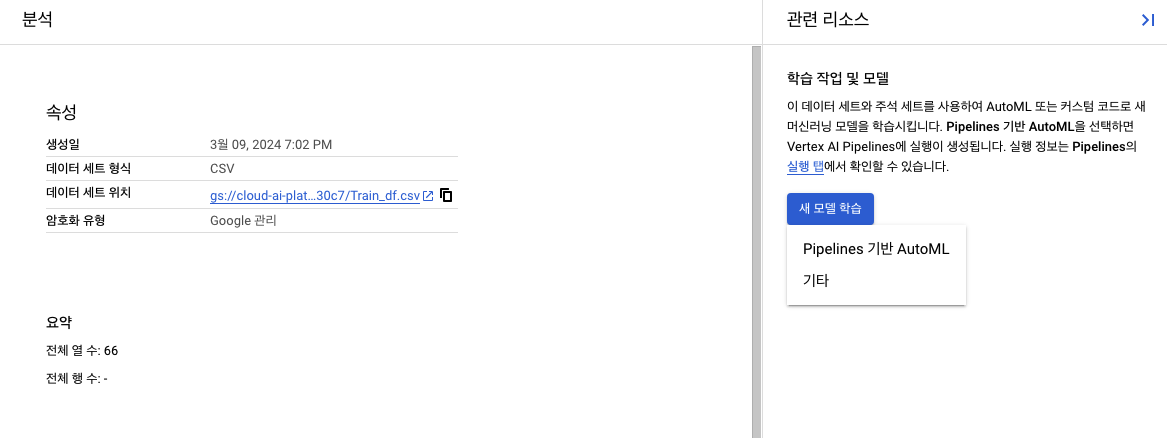 분석
속성
생성일 3월 09, 2024 7:02 PM
데이터 세트 형식 CSV
데이터 세트 위치 gs://cloud-ai-plat...30c7/Train_df.csv
암호화 유형 Google 관리
요약
전체 열 수: 66
전체 행 수: -
관련 리소스
학습 작업 및 모델
이 데이터 세트와 주석 세트를 사용하여 AutoML 또는 커스텀 코드로 새
머신러닝 모델을 학습시킵니다. Pipelines 기반 AutoML을 선택하면
Vertex AI Pipelines에 실행이 생성됩니다. 실행 정보는 Pipelines의
실행 탭에서 확인할 수 있습니다.
새 모델 학습
Pipelines 기반 AutoML
기타